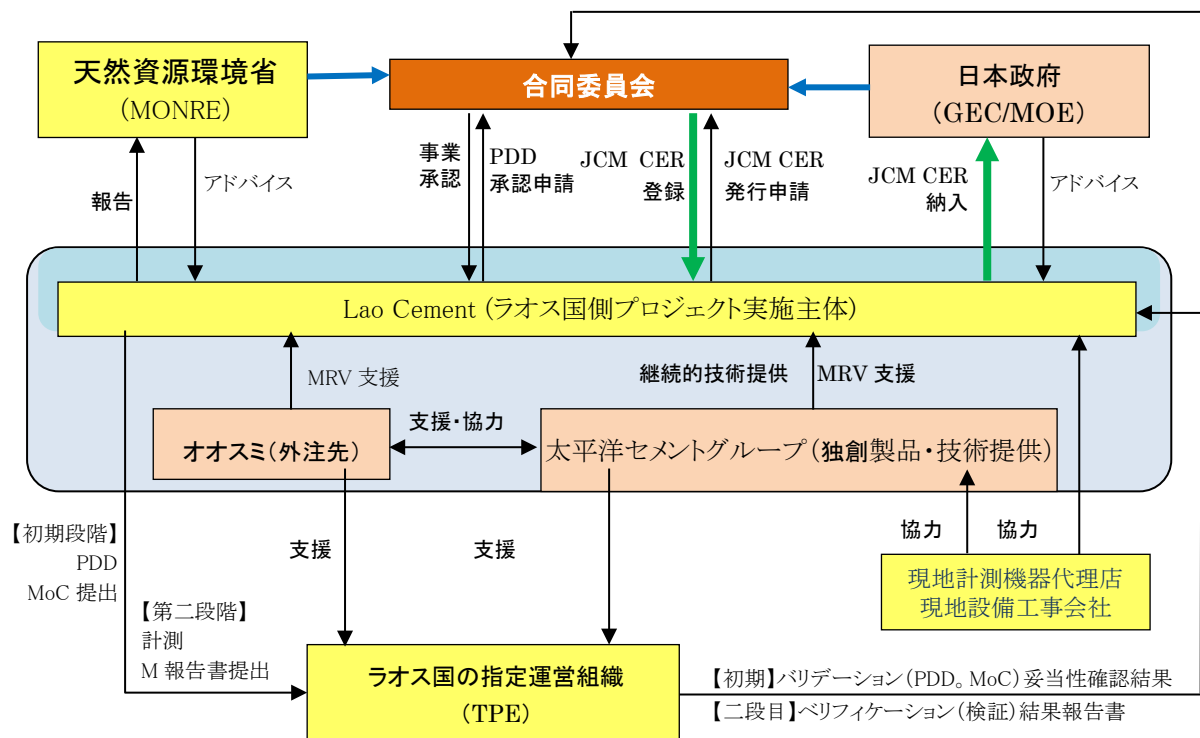 天然資源環境省
(MONRE)
合同委員会
日本政府
(GEC/MOE)
報告
アドバイス
事業
承認
PDD
承認申請
JCM CER
登録
JCM CER
発行申請
JCM CER
納入
アドバイス
Lao Cement (ラオス国側プロジェクト実施主体)
MRV 支援
継続的技術提供
MRV 支援
オオスミ(外注先)
支援・協力
太平洋セメントグループ(独創製品・技術提供)
【初期段階】
PDD
MoC 提出
支援
支援
協力
協力
現地計測機器代理店
現地設備工事会社
【第二段階】
計測
M 報告書提出
ラオス国の指定運営組織
(TPE)
【初期】バリデーション(PDD。MoC)妥当性確認結果
【二段目】ベリフィケーション(検証)結果報告書